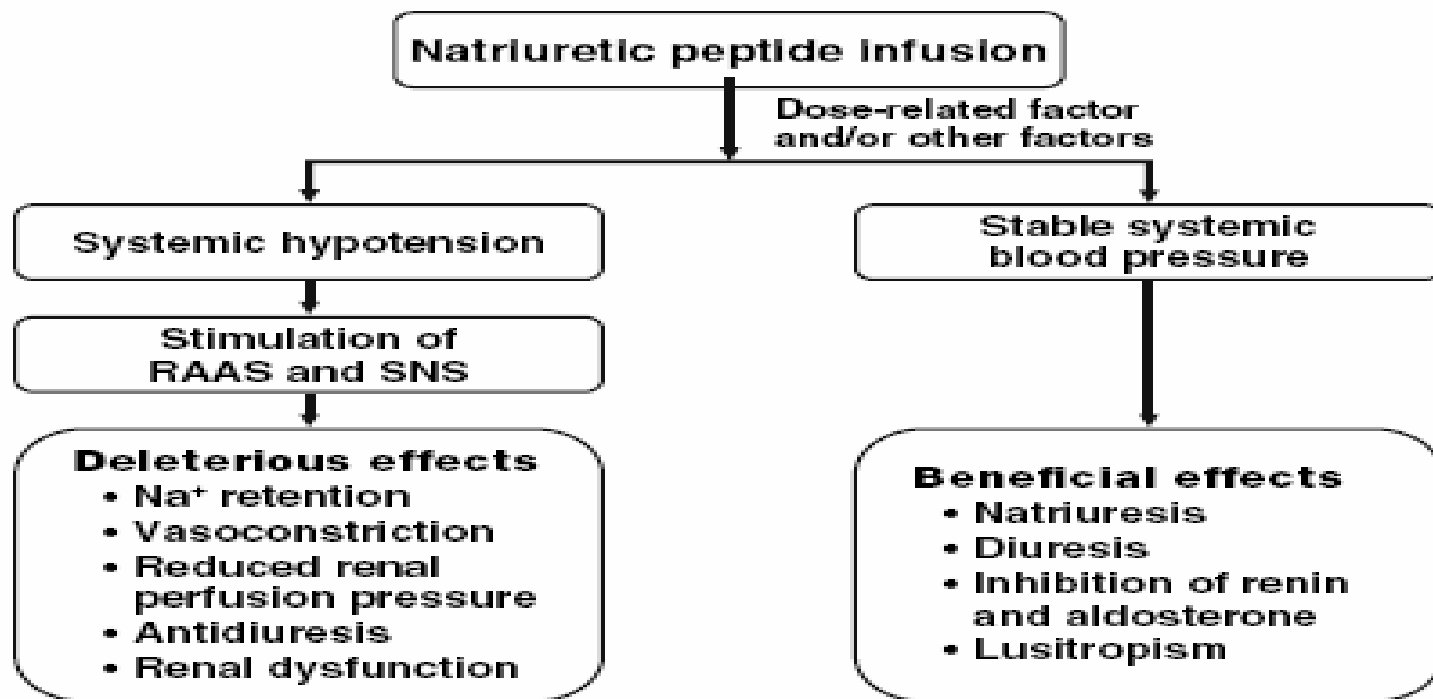 Natriuretic peptide infusion
Dose-related factor
and/or other factors
Systemic hypotension
Stable systemic
blood pressure
Stimulation of
RAAS and SNS
Deleterious effects
• Na⁺ retention
• Vasoconstriction
• Reduced renal
perfusion pressure
• Antidiuresis
• Renal dysfunction
Beneficial effects
• Natriuresis
• Diuresis
• Inhibition of renin
and aldosterone
• Lusitropism